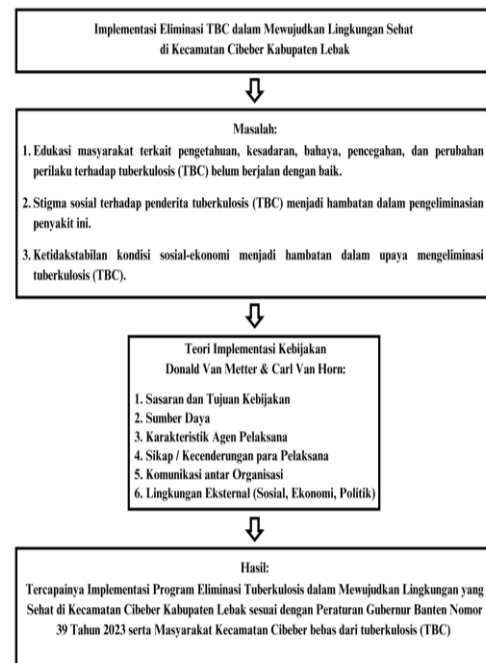 Implementasi Eliminasi TBC dalam Mewujudkan Lingkungan Sehat
di Kecamatan Cibeber Kabupaten Lebak
Masalah:
1. Edukasi masyarakat terkait pengetahuan, kesadaran, bahaya, pencegahan, dan perubahan
perilaku terhadap tuberkulosis (TBC) belum berjalan dengan baik.
2. Stigma sosial terhadap penderita tuberkulosis (TBC) menjadi hambatan dalam pengeliminasian
penyakit ini.
3. Ketidakstabilan kondisi sosial-ekonomi menjadi hambatan dalam upaya mengeliminasi
tuberkulosis (TBC).
Teori Implementasi Kebijakan
Donald Van Metter & Carl Van Horn:
1. Sasaran dan Tujuan Kebijakan
2. Sumber Daya
3. Karakteristik Agen Pelaksana
4. Sikap / Kecenderungan para Pelaksana
5. Komunikasi antar Organisasi
6. Lingkungan Eksternal (Sosial, Ekonomi, Politik)
Hasil:
Tercapainya Implementasi Program Eliminasi Tuberkulosis dalam Mewujudkan Lingkungan yang
Sehat di Kecamatan Cibeber Kabupaten Lebak sesuai dengan Peraturan Gubernur Banten Nomor
39 Tahun 2023 serta Masyarakat Kecamatan Cibeber bebas dari tuberkulosis (TBC)